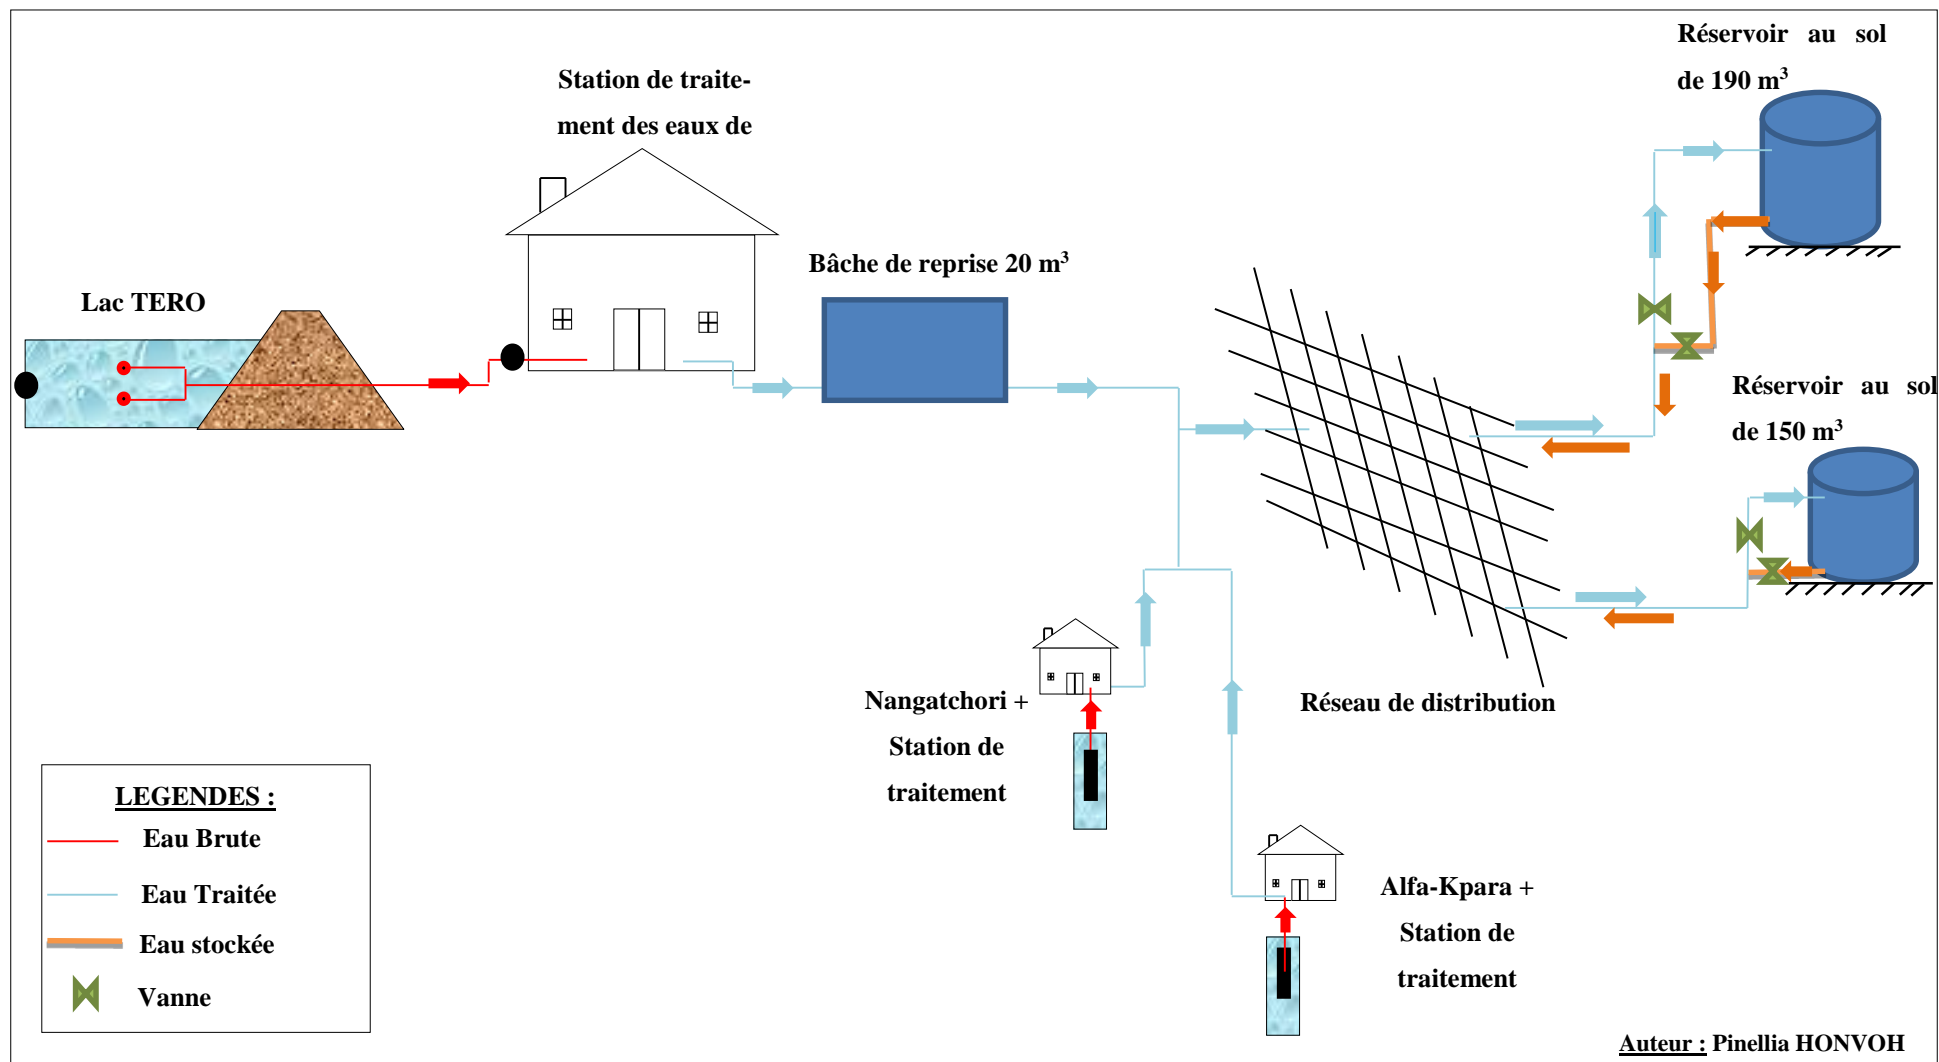 Réservoir au sol
de 190 m³
Station de traite-
ment des eaux de
Bâche de reprise 20 m³
Lac TERO
Réservoir au sol
de 150 m³
Nangatchori +
Station de
traitement
Réseau de distribution
Alfa-Kpara +
Station de
traitement
LEGENDES :
Eau Brute
Eau Traitée
Eau stockée
Vanne
Auteur : Pinellia HONVOH